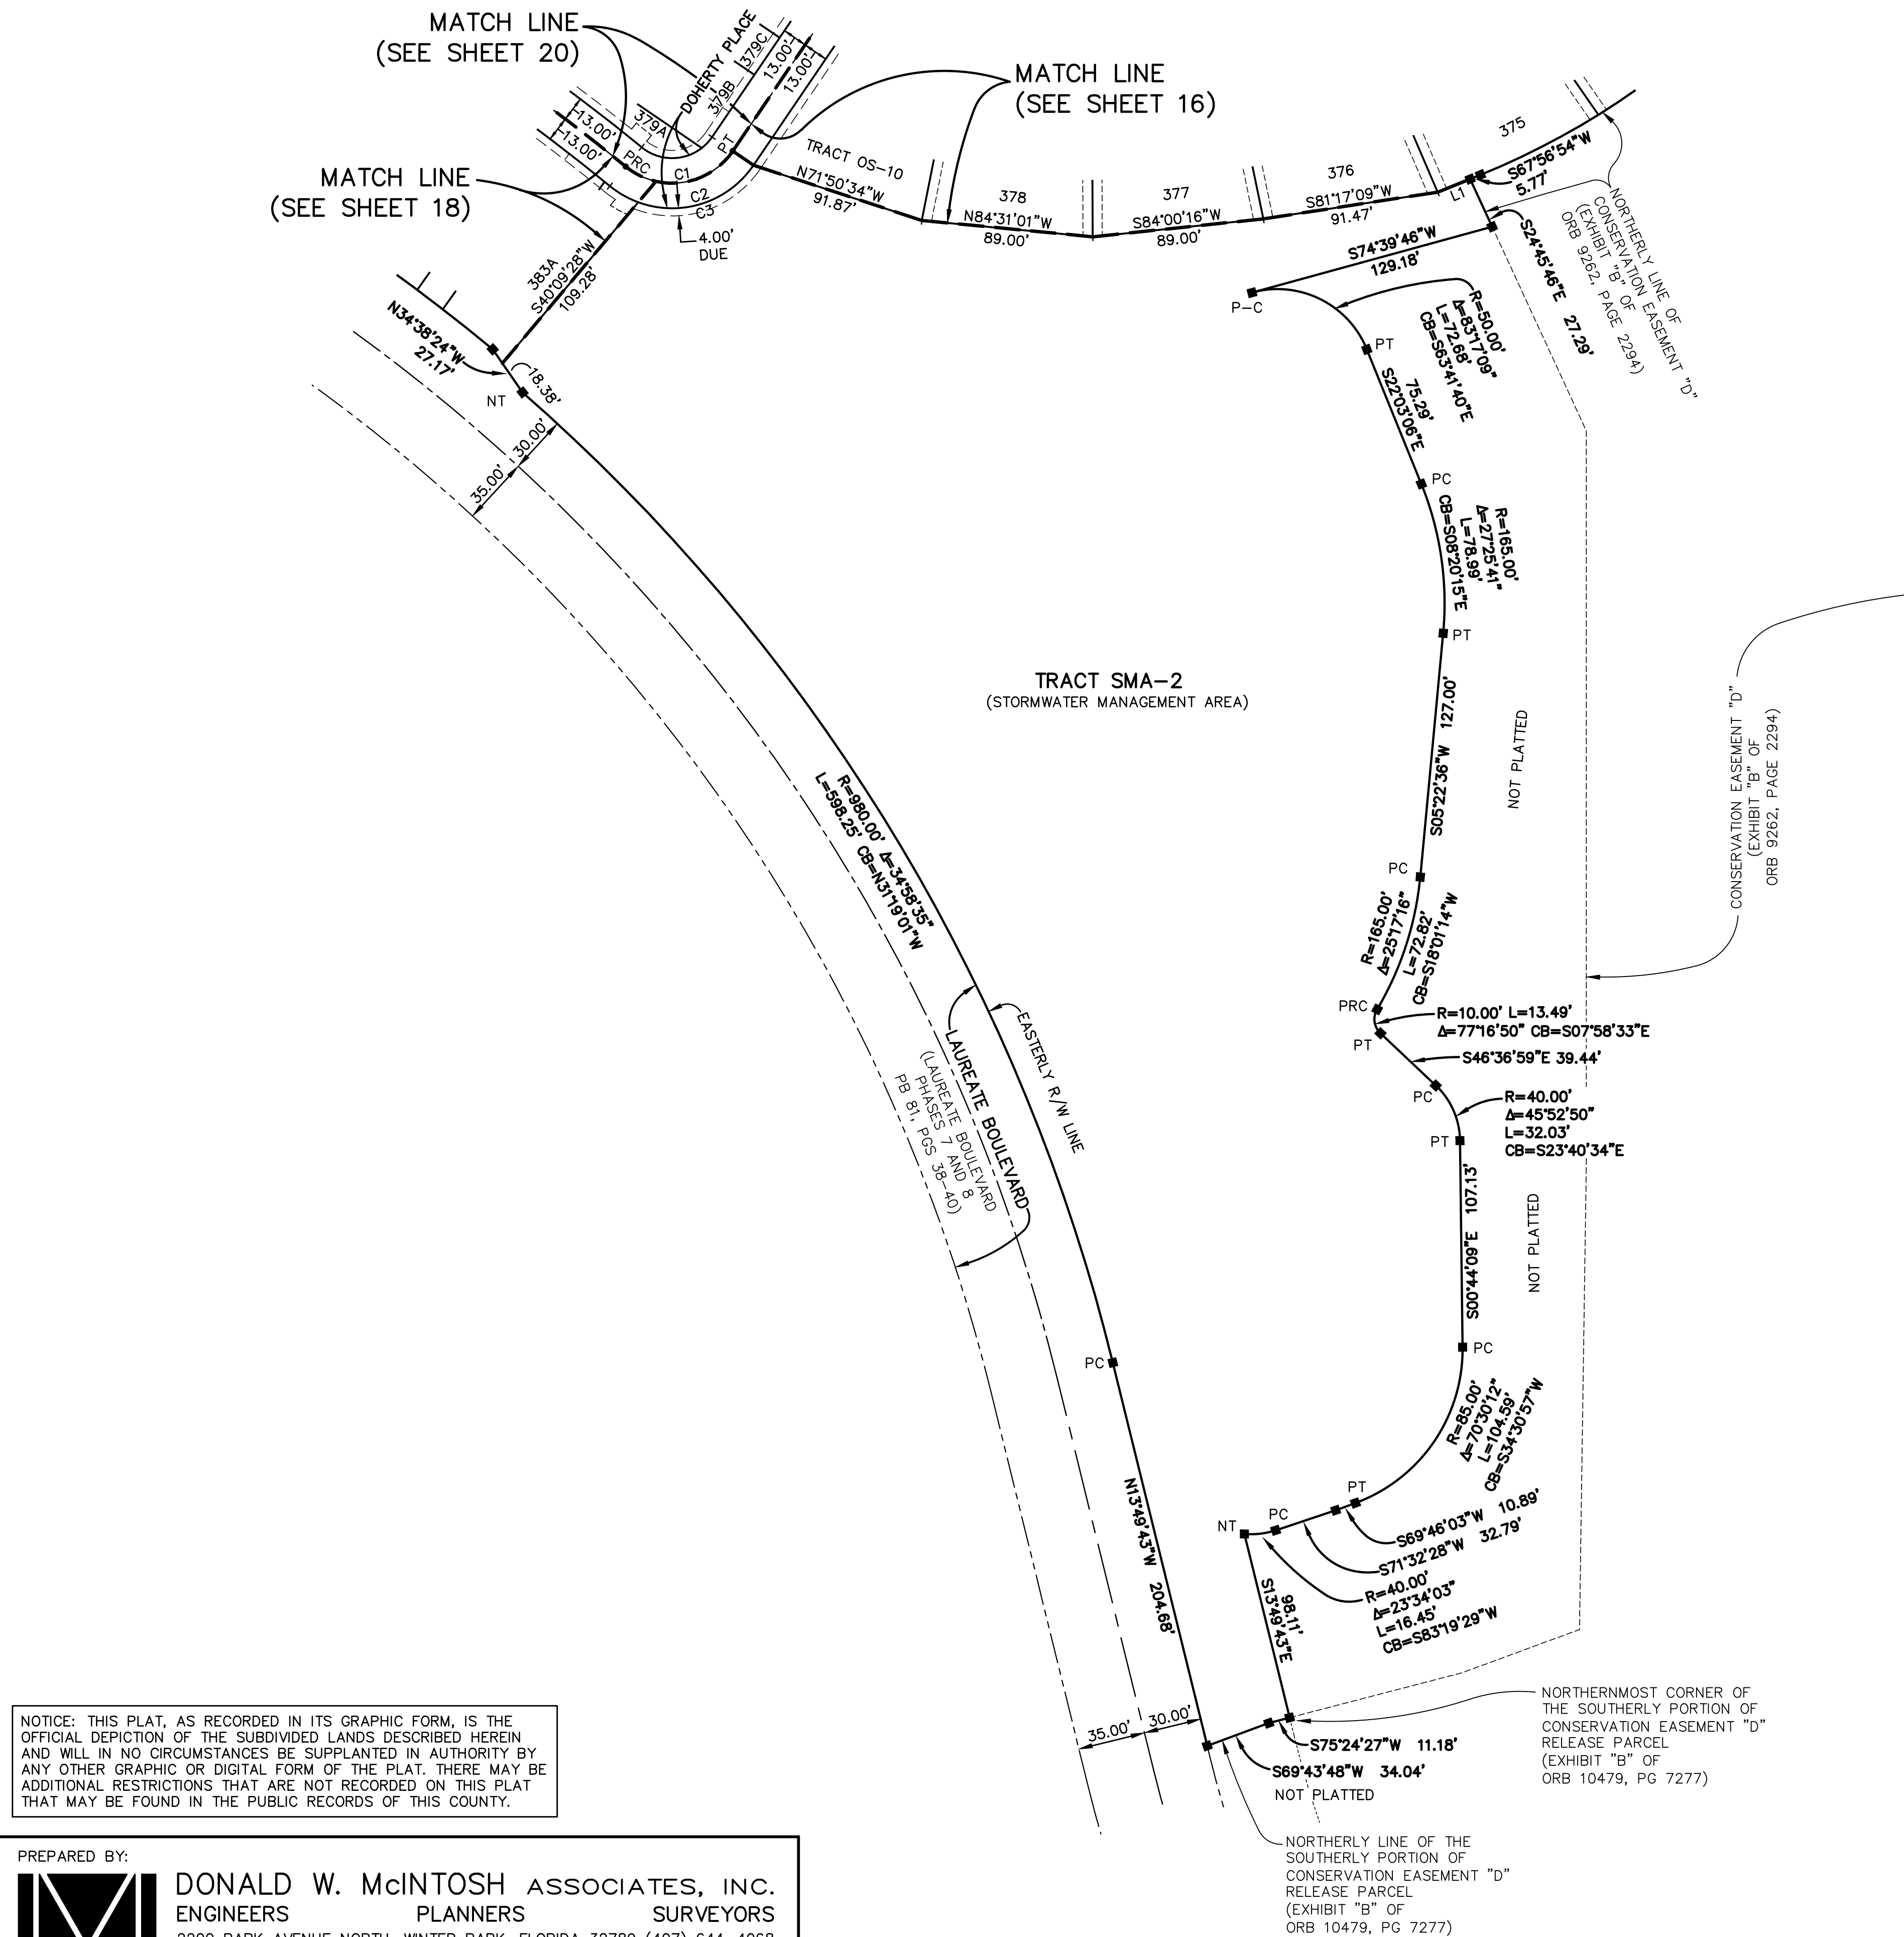 MATCH LINE
(SEE SHEET 20)
DOHERTY PLACE
379C
379B
379A
13.00'
13.00'
MATCH LINE
(SEE SHEET 16)
13.00'
13.00'
PRC
PT
C1
C2
C3
4.00'
DUE
MATCH LINE
(SEE SHEET 18)
TRACT OS-10
N71°50'34"W
91.87'
378
N84°31'01"W
89.00'
377
S84°00'16"W
89.00'
376
S81°17'09"W
91.47'
L1
375
S67°56'54"W
5.77'
NORTHERLY LINE OF
CONSERVATION EASEMENT "D"
(EXHIBIT "B" OF
ORB 9262, PAGE 2294)
S24°45'46"E 27.29'
S74°39'46"W
129.18'
P-C
R=50.00'
Δ=83°17'09"
L=72.68'
CB=S63°41'40"E
PT
383A
S40°09'28"W
109.28'
N34°38'24"W
27.17'
18.38'
NT
30.00'
35.00'
75.29'
S22°03'06"E
PC
R=165.00'
Δ=27°25'41"
L=78.99'
CB=S08°20'15"E
PT
TRACT SMA-2
(STORMWATER MANAGEMENT AREA)
S05°22'36"W 127.00'
NOT PLATTED
CONSERVATION EASEMENT "D"
(EXHIBIT "B" OF
ORB 9262, PAGE 2294)
R=980.00' Δ=34°58'35"
L=598.25' CB=N31°19'01"W
PC
R=165.00'
Δ=25°17'16"
L=72.82'
CB=S18°01'14"W
PRC
R=10.00' L=13.49'
Δ=77°16'50" CB=S07°58'33"E
PT
S46°36'59"E 39.44'
PC
R=40.00'
Δ=45°52'50"
L=32.03'
CB=S23°40'34"E
PT
EASTERLY R/W LINE
LAUREATE BOULEVARD
(LAUREATE BOULEVARD
PHASES 7 AND 8
PB 81, PGS 38-40)
S00°44'09"E 107.13'
NOT PLATTED
PC
PC
R=85.00'
Δ=70°30'12"
L=104.59'
CB=S34°30'57"W
PT
S69°46'03"W 10.89'
S71°32'28"W 32.79'
PC
NT
R=40.00'
Δ=23°34'03"
L=16.45'
CB=S83°19'29"W
N13°49'43"W 204.68'
98.11'
S13°49'43"E
35.00'
30.00'
S75°24'27"W 11.18'
S69°43'48"W 34.04'
NOT PLATTED
NORTHERNMOST CORNER OF
THE SOUTHERLY PORTION OF
CONSERVATION EASEMENT "D"
RELEASE PARCEL
(EXHIBIT "B" OF
ORB 10479, PG 7277)
NORTHERLY LINE OF THE
SOUTHERLY PORTION OF
CONSERVATION EASEMENT "D"
RELEASE PARCEL
(EXHIBIT "B" OF
ORB 10479, PG 7277)
NOTICE: THIS PLAT, AS RECORDED IN ITS GRAPHIC FORM, IS THE
OFFICIAL DEPICTION OF THE SUBDIVIDED LANDS DESCRIBED HEREIN
AND WILL IN NO CIRCUMSTANCES BE SUPPLANTED IN AUTHORITY BY
ANY OTHER GRAPHIC OR DIGITAL FORM OF THE PLAT. THERE MAY BE
ADDITIONAL RESTRICTIONS THAT ARE NOT RECORDED ON THIS PLAT
THAT MAY BE FOUND IN THE PUBLIC RECORDS OF THIS COUNTY.
PREPARED BY:
DONALD W. McINTOSH ASSOCIATES, INC.
ENGINEERS PLANNERS SURVEYORS
2200 PARK AVENUE NORTH, WINTER PARK, FLORIDA 32789 (407) 644-4068